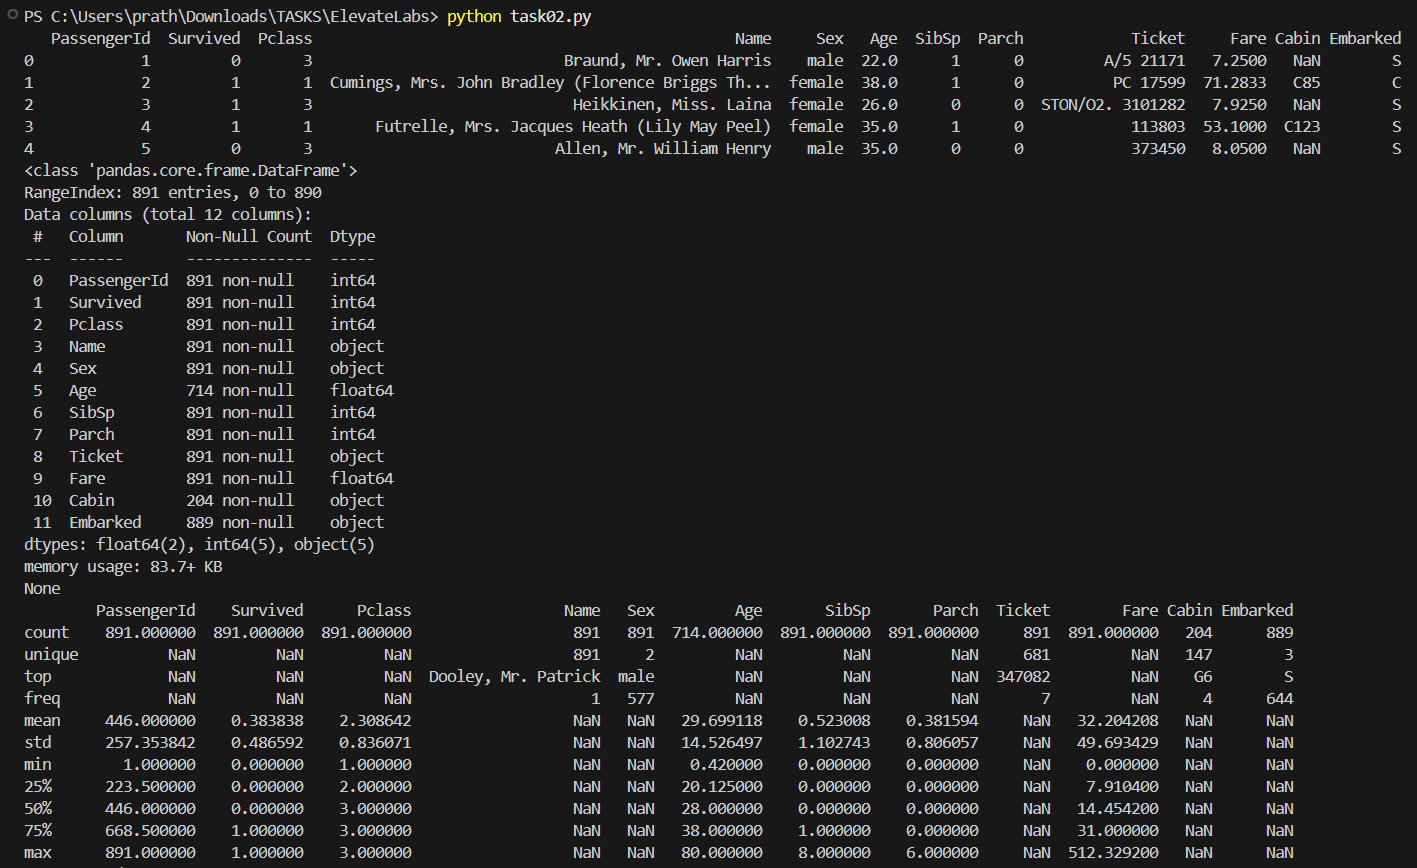 PS C:\Users\prath\Downloads\TASKS\ElevateLabs> python task02.py
   PassengerId  Survived  Pclass                                               Name     Sex   Age  SibSp  Parch            Ticket     Fare Cabin Embarked
0            1         0       3                            Braund, Mr. Owen Harris    male  22.0      1      0         A/5 21171   7.2500   NaN        S
1            2         1       1  Cumings, Mrs. John Bradley (Florence Briggs Th...  female  38.0      1      0          PC 17599  71.2833   C85        C
2            3         1       3                             Heikkinen, Miss. Laina  female  26.0      0      0  STON/O2. 3101282   7.9250   NaN        S
3            4         1       1       Futrelle, Mrs. Jacques Heath (Lily May Peel)  female  35.0      1      0            113803  53.1000  C123        S
4            5         0       3                           Allen, Mr. William Henry    male  35.0      0      0            373450   8.0500   NaN        S
<class 'pandas.core.frame.DataFrame'>
RangeIndex: 891 entries, 0 to 890
Data columns (total 12 columns):
 #   Column       Non-Null Count  Dtype
---  ------       --------------  -----
 0   PassengerId  891 non-null    int64
 1   Survived     891 non-null    int64
 2   Pclass       891 non-null    int64
 3   Name         891 non-null    object
 4   Sex          891 non-null    object
 5   Age          714 non-null    float64
 6   SibSp        891 non-null    int64
 7   Parch        891 non-null    int64
 8   Ticket       891 non-null    object
 9   Fare         891 non-null    float64
 10  Cabin        204 non-null    object
 11  Embarked     889 non-null    object
dtypes: float64(2), int64(5), object(5)
memory usage: 83.7+ KB
None
        PassengerId    Survived      Pclass                 Name   Sex         Age       SibSp       Parch  Ticket        Fare Cabin Embarked
count    891.000000  891.000000  891.000000                  891   891  714.000000  891.000000  891.000000     891  891.000000   204      889
unique          NaN         NaN         NaN                  891     2         NaN         NaN         NaN     681         NaN   147        3
top             NaN         NaN         NaN  Dooley, Mr. Patrick  male         NaN         NaN         NaN  347082         NaN    G6        S
freq            NaN         NaN         NaN                    1   577         NaN         NaN         NaN       7         NaN     4      644
mean     446.000000    0.383838    2.308642                  NaN   NaN   29.699118    0.523008    0.381594     NaN   32.204208   NaN      NaN
std      257.353842    0.486592    0.836071                  NaN   NaN   14.526497    1.102743    0.806057     NaN   49.693429   NaN      NaN
min        1.000000    0.000000    1.000000                  NaN   NaN    0.420000    0.000000    0.000000     NaN    0.000000   NaN      NaN
25%      223.500000    0.000000    2.000000                  NaN   NaN   20.125000    0.000000    0.000000     NaN    7.910400   NaN      NaN
50%      446.000000    0.000000    3.000000                  NaN   NaN   28.000000    0.000000    0.000000     NaN   14.454200   NaN      NaN
75%      668.500000    1.000000    3.000000                  NaN   NaN   38.000000    1.000000    0.000000     NaN   31.000000   NaN      NaN
max      891.000000    1.000000    3.000000                  NaN   NaN   80.000000    8.000000    6.000000     NaN  512.329200   NaN      NaN